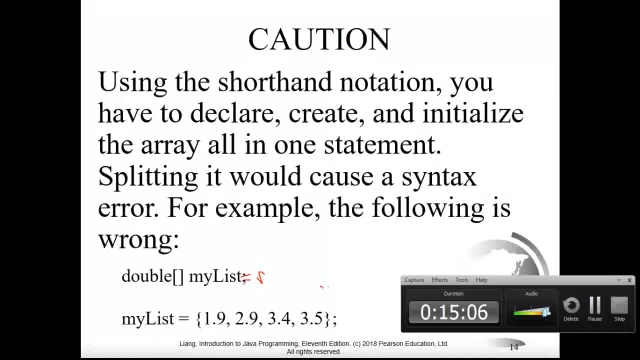 CAUTION
Using the shorthand notation, you
have to declare, create, and initialize
the array all in one statement.
Splitting it would cause a syntax
error. For example, the following is
wrong:
double[] myList;
myList = {1.9, 2.9, 3.4, 3.5};
Liang, Introduction to Java Programming, Eleventh Edition, (c) 2018 Pearson Education, Ltd.
All rights reserved.
14
Capture Effects Tools Help
Duration
0:15:06
Audio
Delete
Pause
Stop